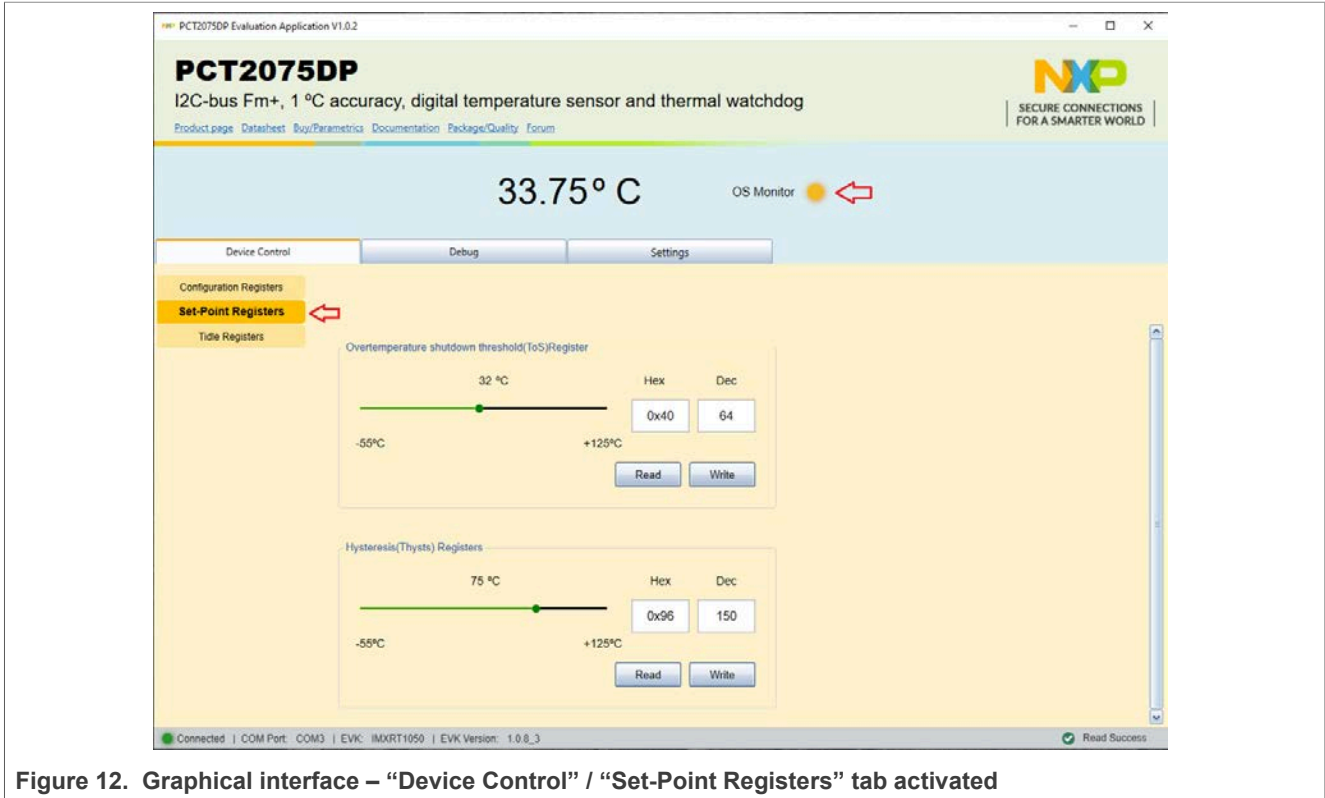 PCT2075DP Evaluation Application V1.0.2
PCT2075DP
I2C-bus Fm+, 1 ºC accuracy, digital temperature sensor and thermal watchdog
Product page Datasheet Buy/Parametrics Documentation Package/Quality Forum
NXP
SECURE CONNECTIONS
FOR A SMARTER WORLD
33.75º C
OS Monitor
Device Control Debug Settings
Configuration Registers
Set-Point Registers
Tidle Registers
Overtemperature shutdown threshold(ToS)Register
32 ºC Hex Dec
0x40 64
-55ºC +125ºC
Read Write
Hysteresis(Thysts) Registers
75 ºC Hex Dec
0x96 150
-55ºC +125ºC
Read Write
Connected | COM Port: COM3 | EVK: IMXRT1050 | EVK Version: 1.0.8_3 Read Success
Figure 12. Graphical interface – “Device Control” / “Set-Point Registers” tab activated